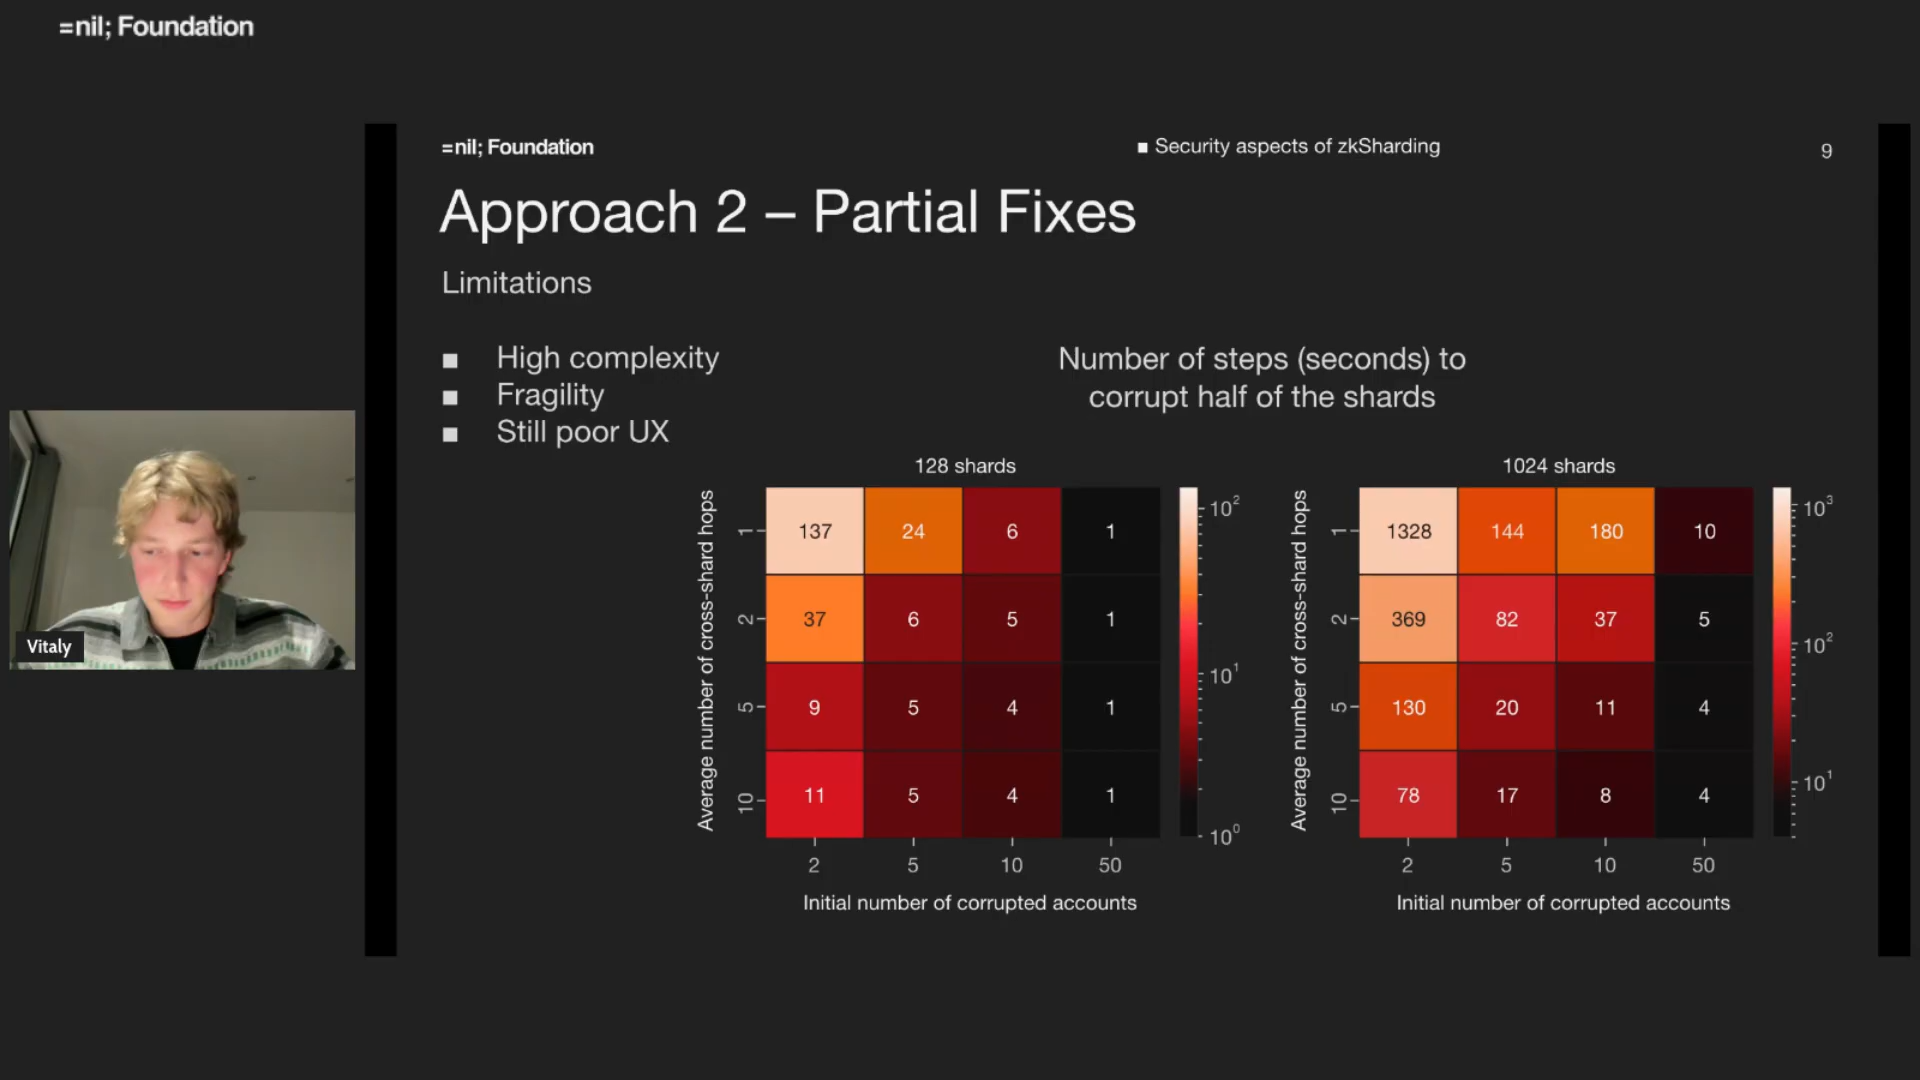 =nil; Foundation
=nil; Foundation
Security aspects of zkSharding
9
Approach 2 – Partial Fixes
Limitations
High complexity
Fragility
Still poor UX
Number of steps (seconds) to
corrupt half of the shards
128 shards
Average number of cross-shard hops
1 137 24 6 1
2 37 6 5 1
5 9 5 4 1
10 11 5 4 1
2 5 10 50
Initial number of corrupted accounts
10²
10¹
10⁰
1024 shards
Average number of cross-shard hops
1 1328 144 180 10
2 369 82 37 5
5 130 20 11 4
10 78 17 8 4
2 5 10 50
Initial number of corrupted accounts
10³
10²
10¹
Vitaly